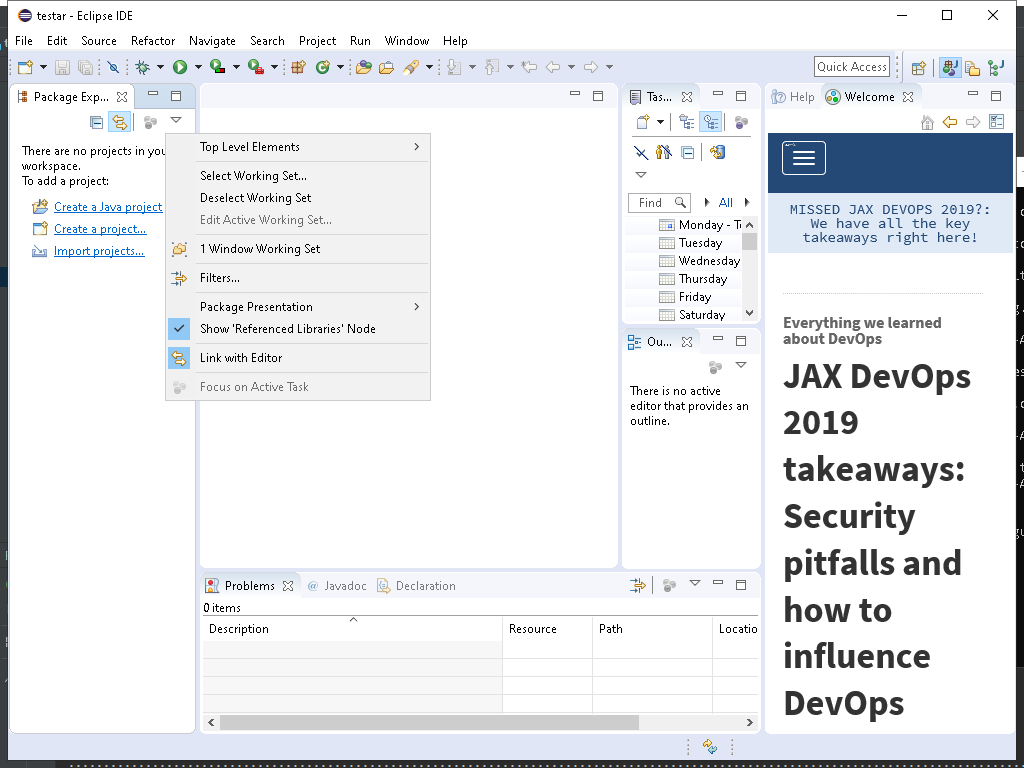 testar - Eclipse IDE
File Edit Source Refactor Navigate Search Project Run Window Help
Quick Access
Package Exp...
There are no projects in you
workspace.
To add a project:
Create a Java project
Create a project...
Import projects...
Top Level Elements
Select Working Set...
Deselect Working Set
Edit Active Working Set...
1 Window Working Set
Filters...
Package Presentation
Show 'Referenced Libraries' Node
Link with Editor
Focus on Active Task
Tas...
Find
All
Monday - T
Tuesday
Wednesday
Thursday
Friday
Saturday
Ou...
There is no active
editor that provides an
outline.
Help Welcome
MISSED JAX DEVOPS 2019?:
We have all the key
takeaways right here!
Everything we learned
about DevOps
JAX DevOps
2019
takeaways:
Security
pitfalls and
how to
influence
DevOps
Problems @ Javadoc Declaration
0 items
Description Resource Path Locatio